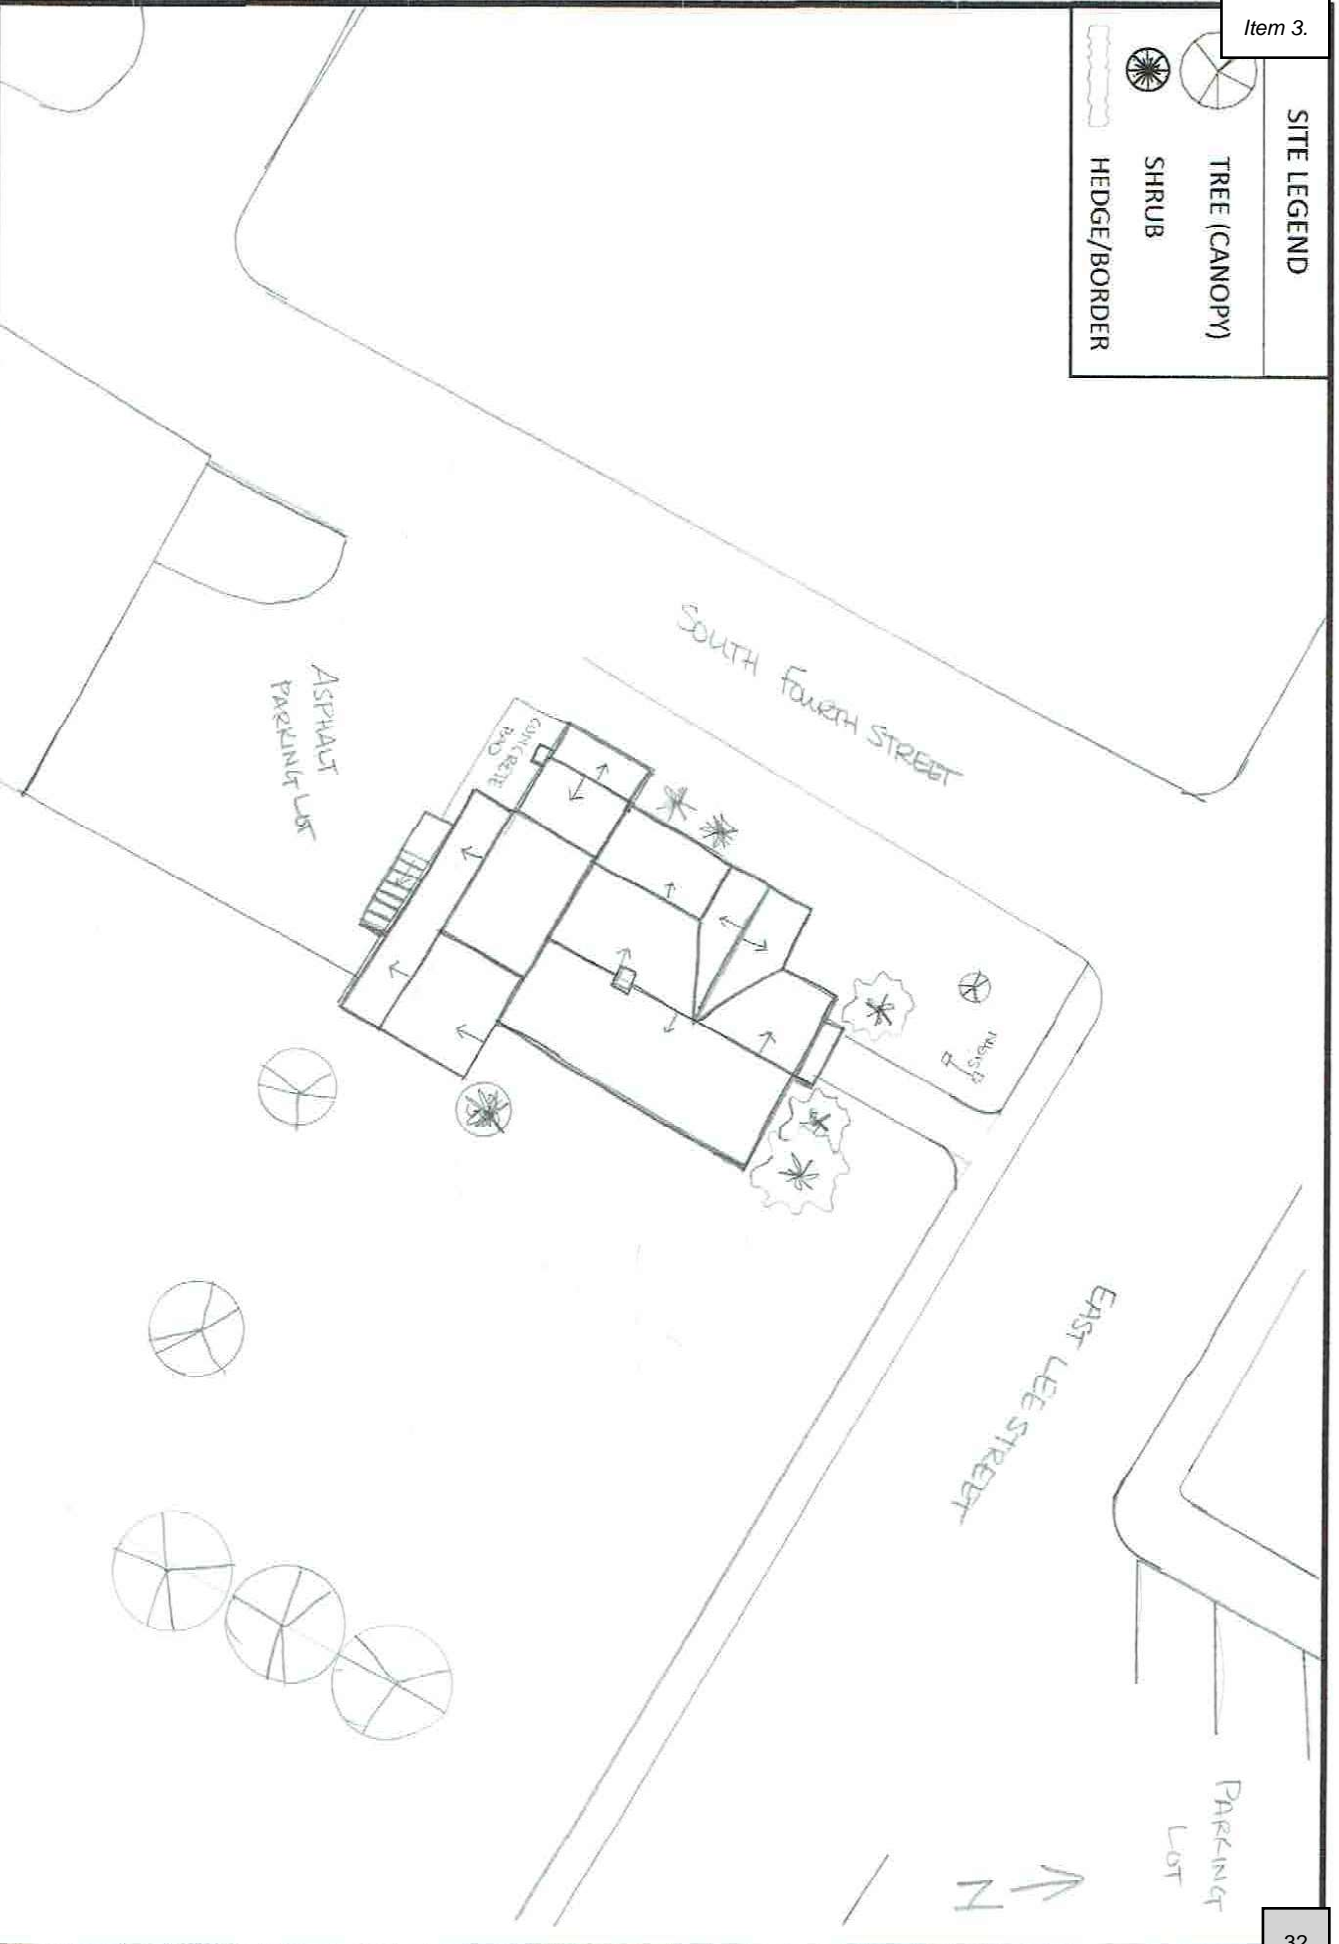 Item 3.
SITE LEGEND
TREE (CANOPY)
SHRUB
HEDGE/BORDER
SOUTH FOURTH STREET
ASPHALT
PARKING LOT
CONCRETE
PAD
SIGN
EAST LEE STREET
PARKING
LOT
N
32